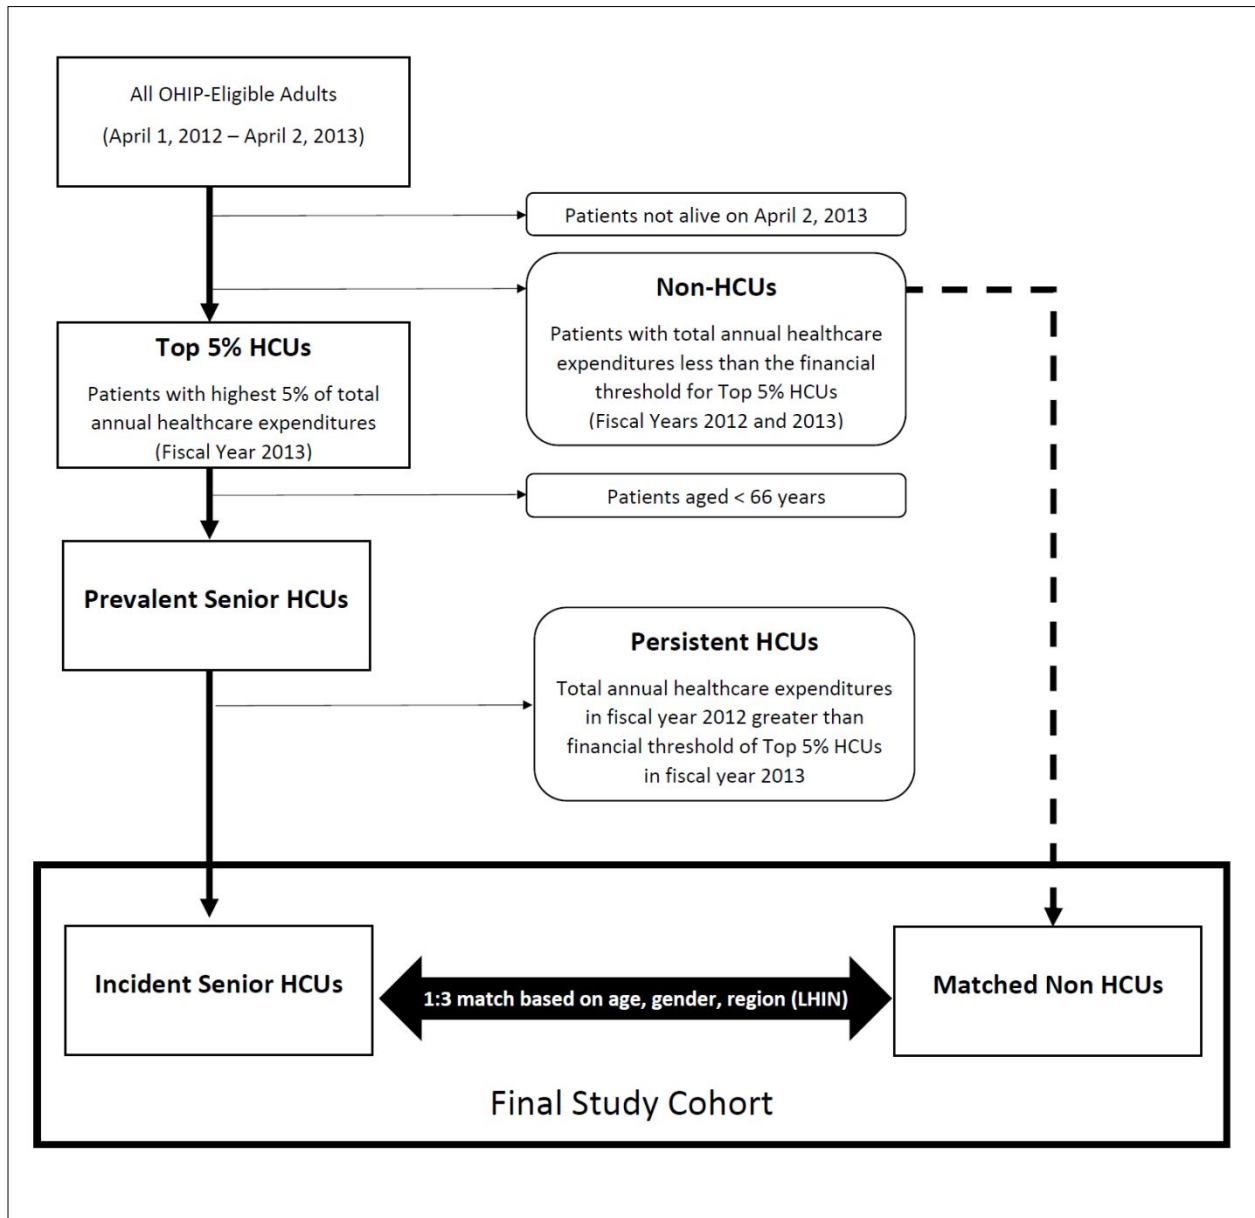 All OHIP-Eligible Adults
(April 1, 2012 – April 2, 2013)
Patients not alive on April 2, 2013
Non-HCUs
Patients with total annual healthcare
expenditures less than the financial
threshold for Top 5% HCUs
(Fiscal Years 2012 and 2013)
Top 5% HCUs
Patients with highest 5% of total
annual healthcare expenditures
(Fiscal Year 2013)
Patients aged < 66 years
Prevalent Senior HCUs
Persistent HCUs
Total annual healthcare expenditures
in fiscal year 2012 greater than
financial threshold of Top 5% HCUs
in fiscal year 2013
Incident Senior HCUs
1:3 match based on age, gender, region (LHIN)
Matched Non HCUs
Final Study Cohort